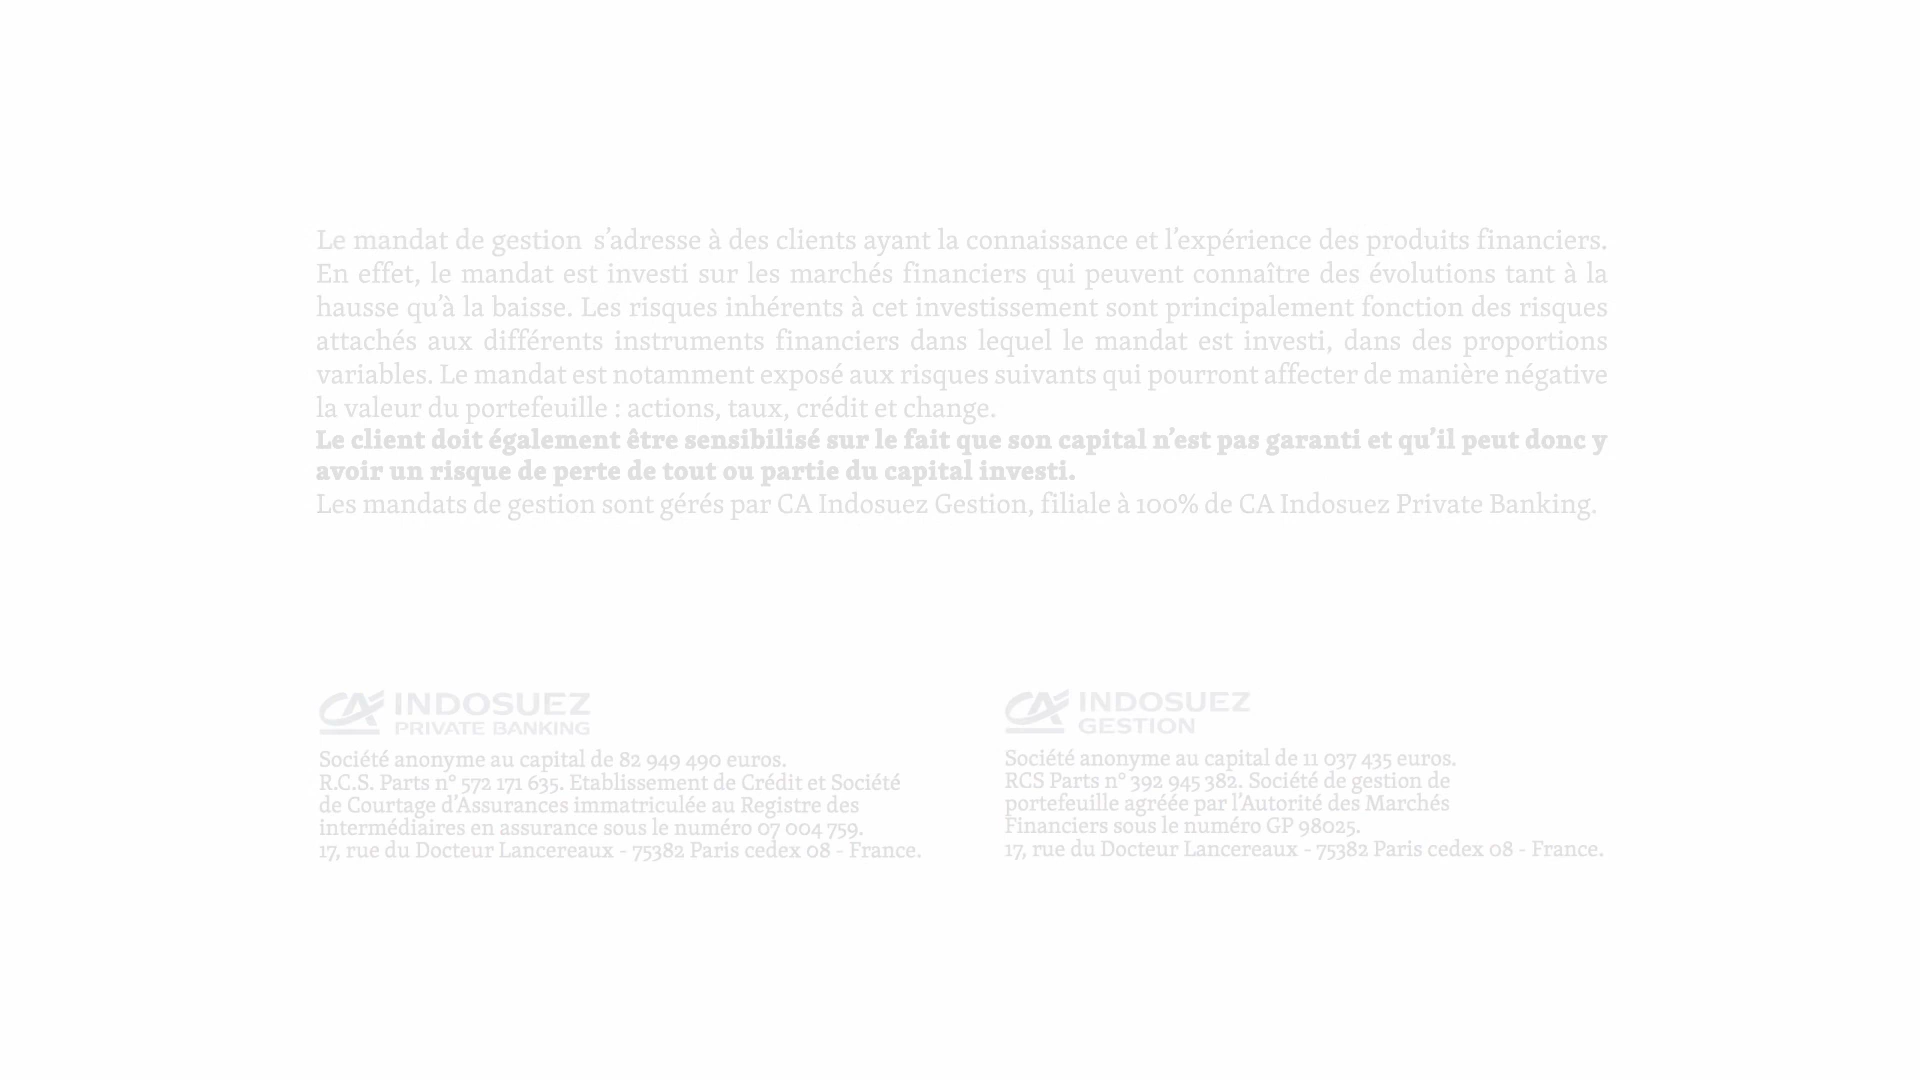 Le mandat de gestion s’adresse à des clients ayant la connaissance et l’expérience des produits financiers.
En effet, le mandat est investi sur les marchés financiers qui peuvent connaître des évolutions tant à la
hausse qu’à la baisse. Les risques inhérents à cet investissement sont principalement fonction des risques
attachés aux différents instruments financiers dans lequel le mandat est investi, dans des proportions
variables. Le mandat est notamment exposé aux risques suivants qui pourront affecter de manière négative
la valeur du portefeuille : actions, taux, crédit et change.
Le client doit également être sensibilisé sur le fait que son capital n’est pas garanti et qu’il peut donc y
avoir un risque de perte de tout ou partie du capital investi.
Les mandats de gestion sont gérés par CA Indosuez Gestion, filiale à 100% de CA Indosuez Private Banking.
CA INDOSUEZ
PRIVATE BANKING
Société anonyme au capital de 82 949 490 euros.
R.C.S. Parts n° 572 171 635. Etablissement de Crédit et Société
de Courtage d’Assurances immatriculée au Registre des
intermédiaires en assurance sous le numéro 07 004 759.
17, rue du Docteur Lancereaux - 75382 Paris cedex 08 - France.
CA INDOSUEZ
GESTION
Société anonyme au capital de 11 037 435 euros.
RCS Parts n° 392 945 382. Société de gestion de
portefeuille agréée par l’Autorité des Marchés
Financiers sous le numéro GP 98025.
17, rue du Docteur Lancereaux - 75382 Paris cedex 08 - France.